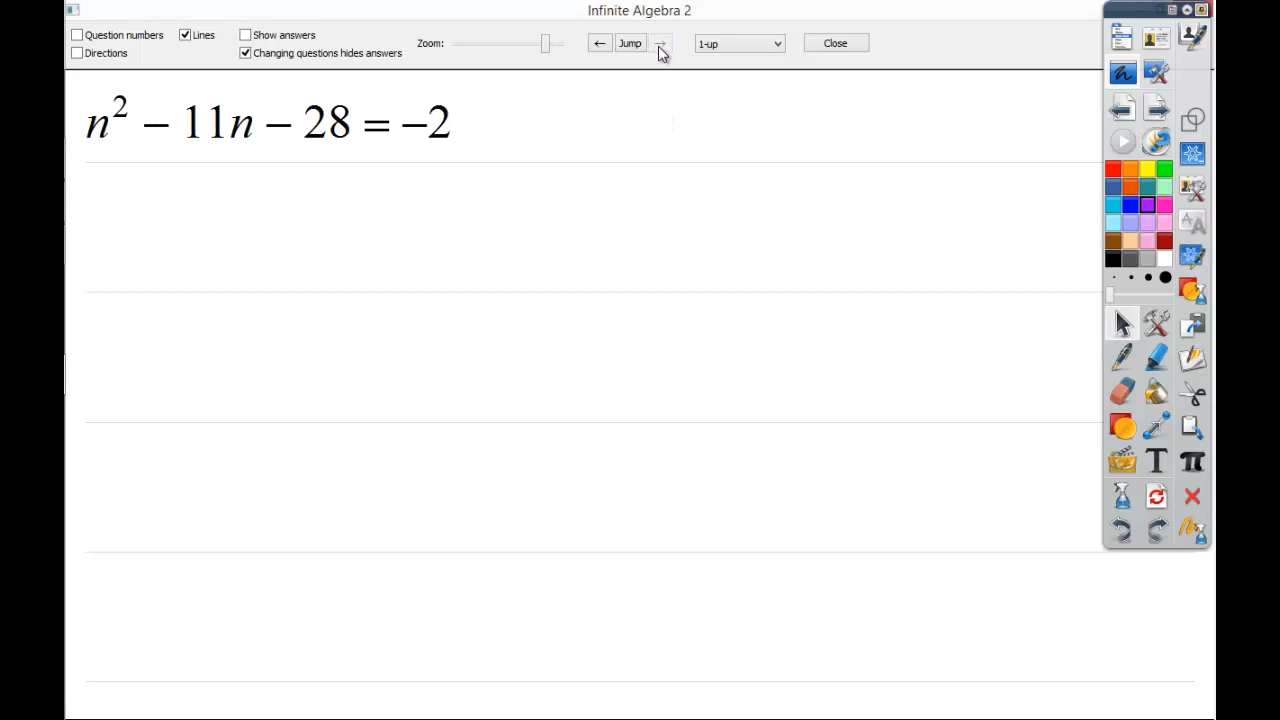 Infinite Algebra 2
Question numbers Lines Show answers
Directions Changing questions hides answers
Zoom: ← Jump → 1-up Close
n² − 11n − 28 = −2